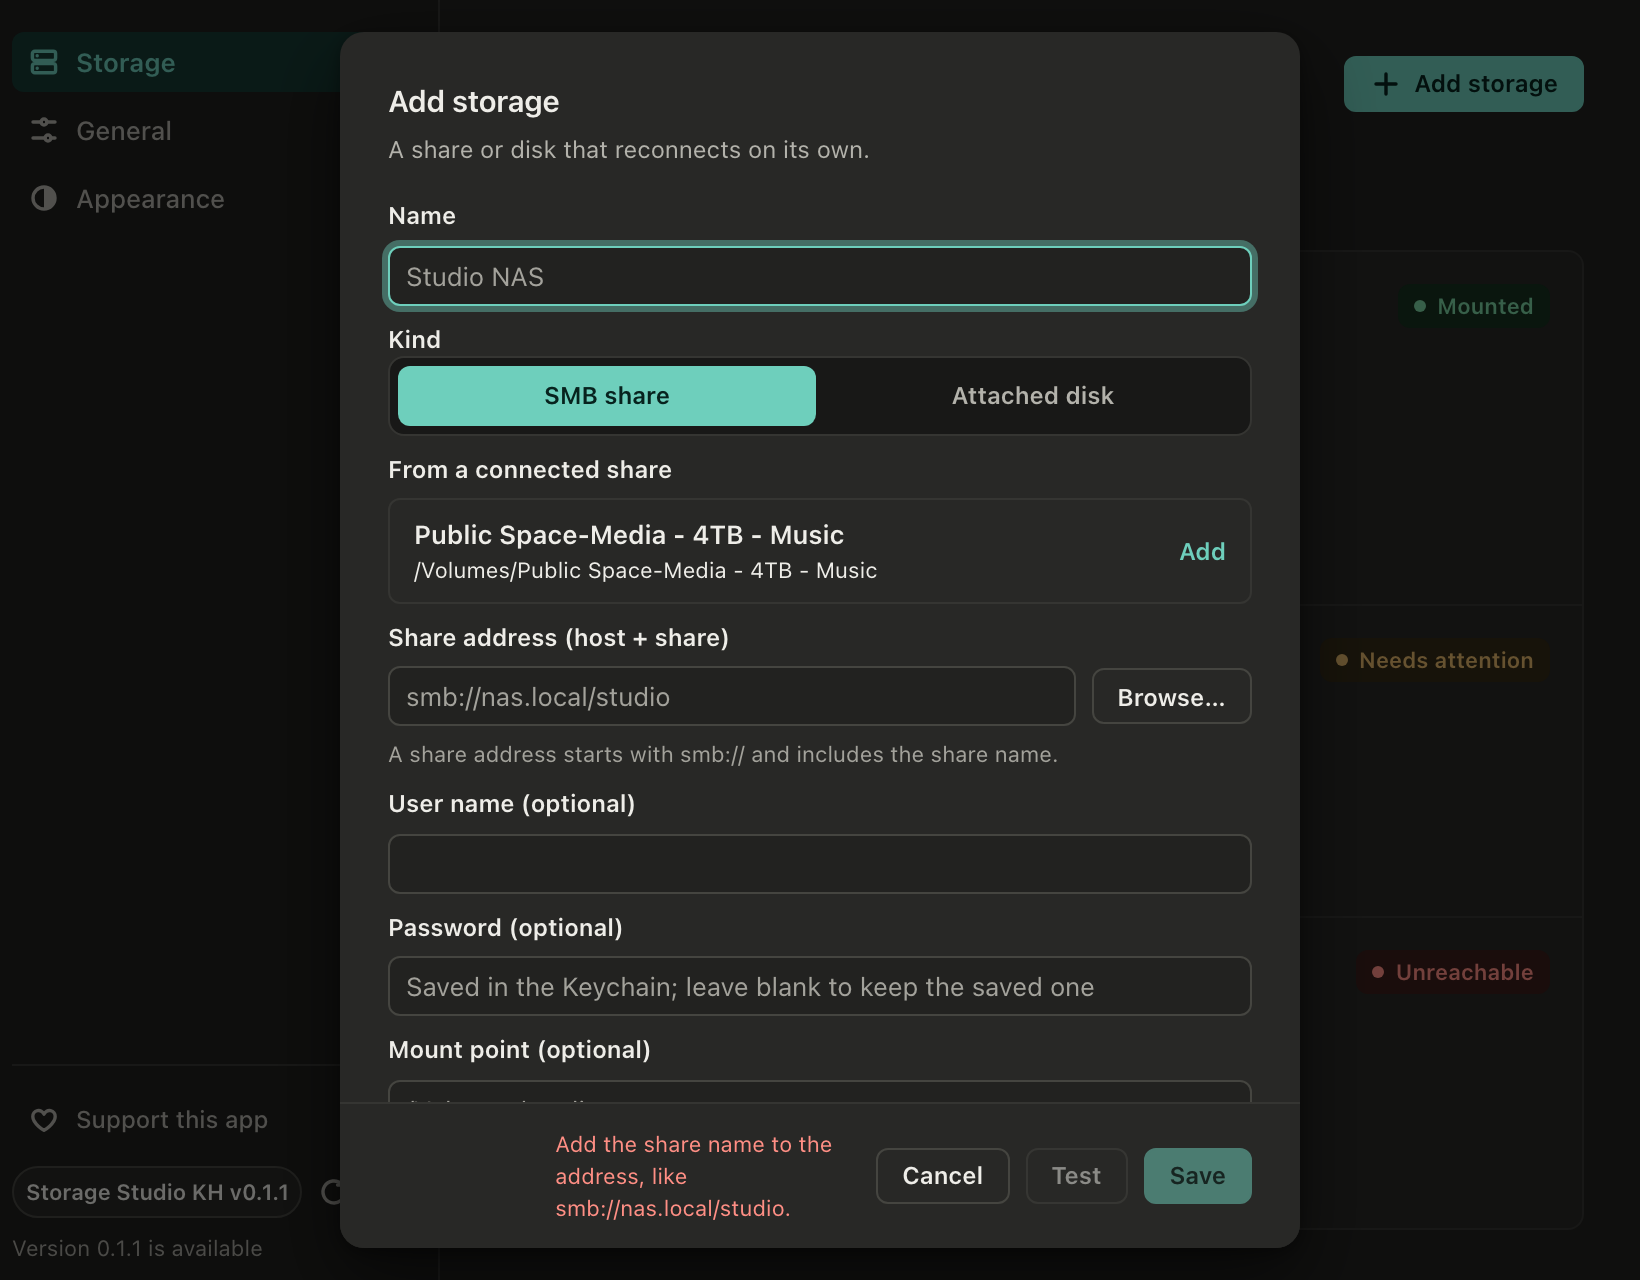 Storage
General
Appearance
Support this app
Storage Studio KH v0.1.1
Version 0.1.1 is available
Add storage
Mounted
Needs attention
Unreachable
Add storage
A share or disk that reconnects on its own.
Name
Studio NAS
Kind
SMB share
Attached disk
From a connected share
Public Space-Media - 4TB - Music
/Volumes/Public Space-Media - 4TB - Music
Add
Share address (host + share)
smb://nas.local/studio
Browse...
A share address starts with smb:// and includes the share name.
User name (optional)
Password (optional)
Saved in the Keychain; leave blank to keep the saved one
Mount point (optional)
Add the share name to the
address, like
smb://nas.local/studio.
Cancel
Test
Save